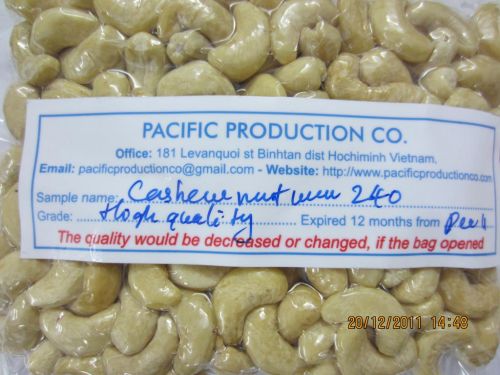 PACIFIC PRODUCTION CO.
Office: 181 Levanquoi st Binhtan dist Hochiminh Vietnam,
Email: pacificproductionco@gmail.com - Website: http://www.pacificproductionco.com
Sample name: Cashew nut ww 240
Grade: High quality Expired 12 months from
The quality would be decreased or changed, if the bag opened
20/12/2011 14:48